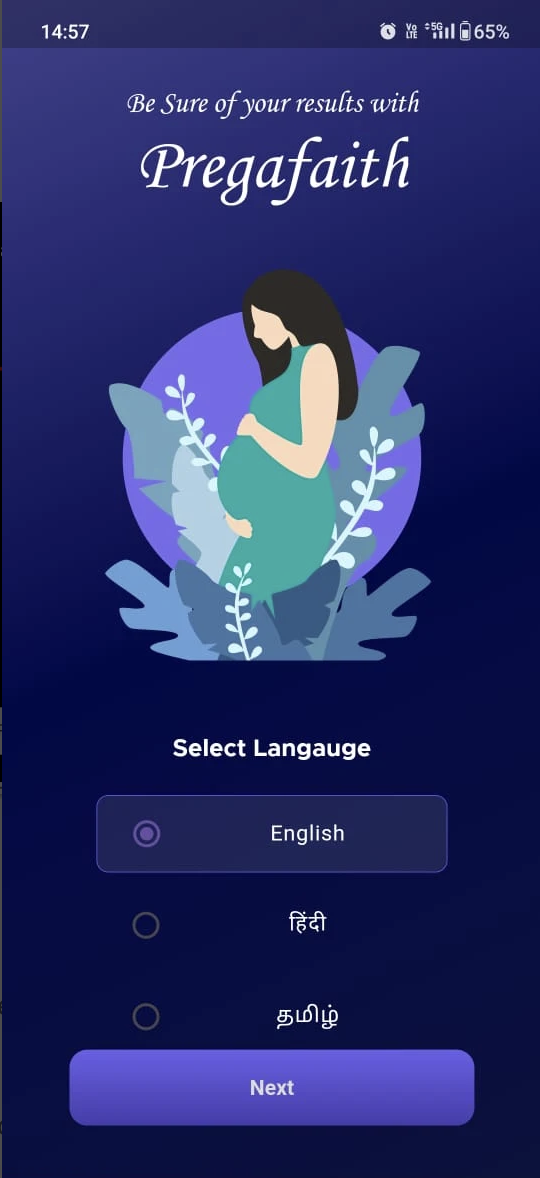 14:57
Vo
LTE
5G
65%
Be Sure of your results with
Pregafaith
Select Langauge
English
हिंदी
தமிழ்
Next